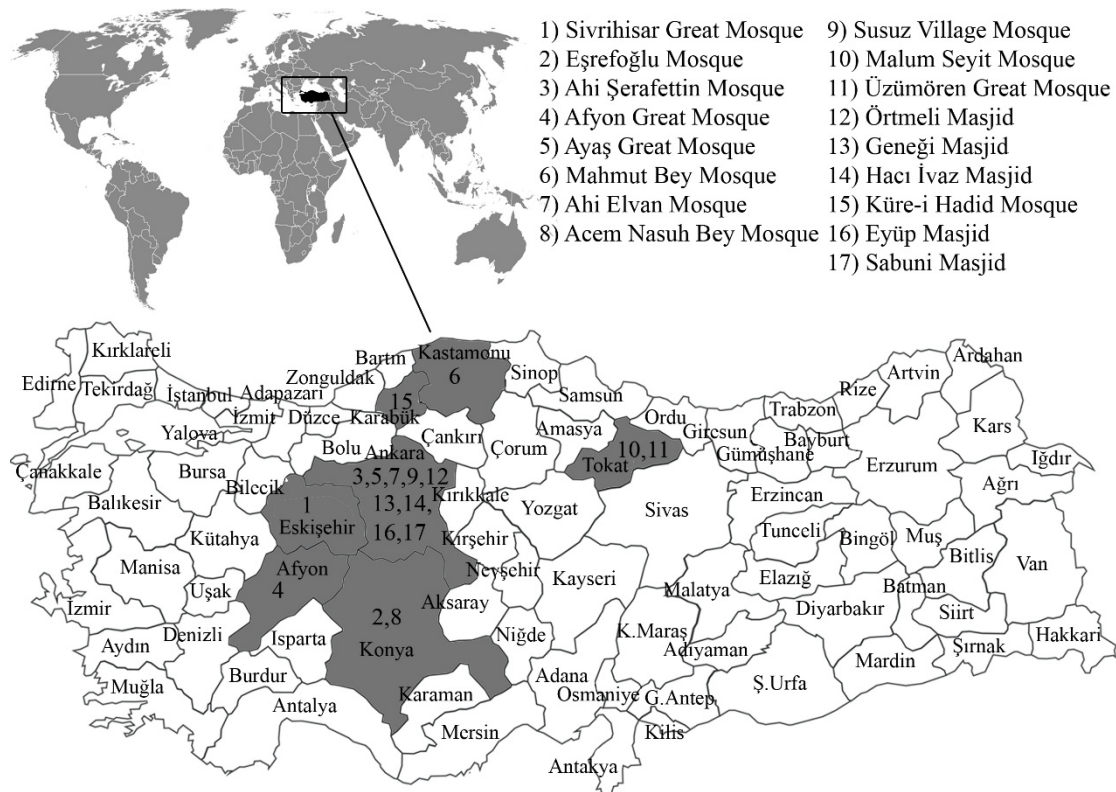 1) Sivrihisar Great Mosque
2) Eşrefoğlu Mosque
3) Ahi Şerafettin Mosque
4) Afyon Great Mosque
5) Ayaş Great Mosque
6) Mahmut Bey Mosque
7) Ahi Elvan Mosque
8) Acem Nasuh Bey Mosque
9) Susuz Village Mosque
10) Malum Seyit Mosque
11) Üzümören Great Mosque
12) Örtmeli Masjid
13) Geneği Masjid
14) Hacı İvaz Masjid
15) Küre-i Hadid Mosque
16) Eyüp Masjid
17) Sabuni Masjid
Kırklareli
Edirne
Tekirdağ
İstanbul
Adapazari
Zonguldak
Bartın
Kastamonu
6
Sinop
Samsun
Ordu
Giresun
Trabzon
Rize
Artvin
Ardahan
Kars
Iğdır
Ağrı
Yalova
İzmit
Düzce
Karabük
15
Bolu
Ankara
3,5,7,9,12
13,14,
16,17
Çankırı
Çorum
Amasya
Tokat
10,11
Gümüşhane
Bayburt
Erzurum
Erzincan
Çanakkale
Balıkesir
Bursa
Bilecik
1
Eskişehir
Kütahya
Kırıkkale
Kırşehir
Yozgat
Sivas
Tunceli
Bingöl
Muş
Bitlis
Van
Manisa
Uşak
Afyon
4
Nevşehir
Kayseri
Malatya
Elazığ
Diyarbakır
Batman
Siirt
Şırnak
Hakkari
İzmir
Aydın
Denizli
Isparta
2,8
Konya
Aksaray
Niğde
K.Maraş
Adıyaman
Ş.Urfa
Mardin
Muğla
Burdur
Antalya
Karaman
Mersin
Adana
Osmaniye
G.Antep
Kilis
Antakya